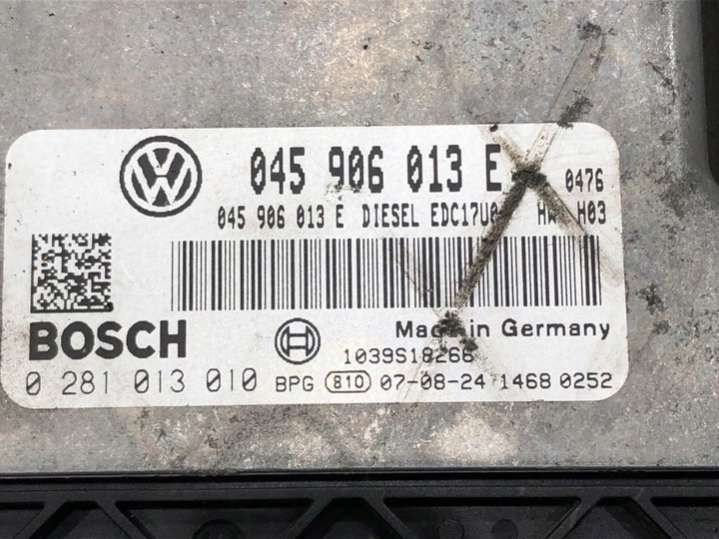 045 906 013 E 0476
045 906 013 E DIESEL H03
BOSCH Made in Germany
1039S18266
0 281 013 010 BPG 810 07-08-24 1468 0252